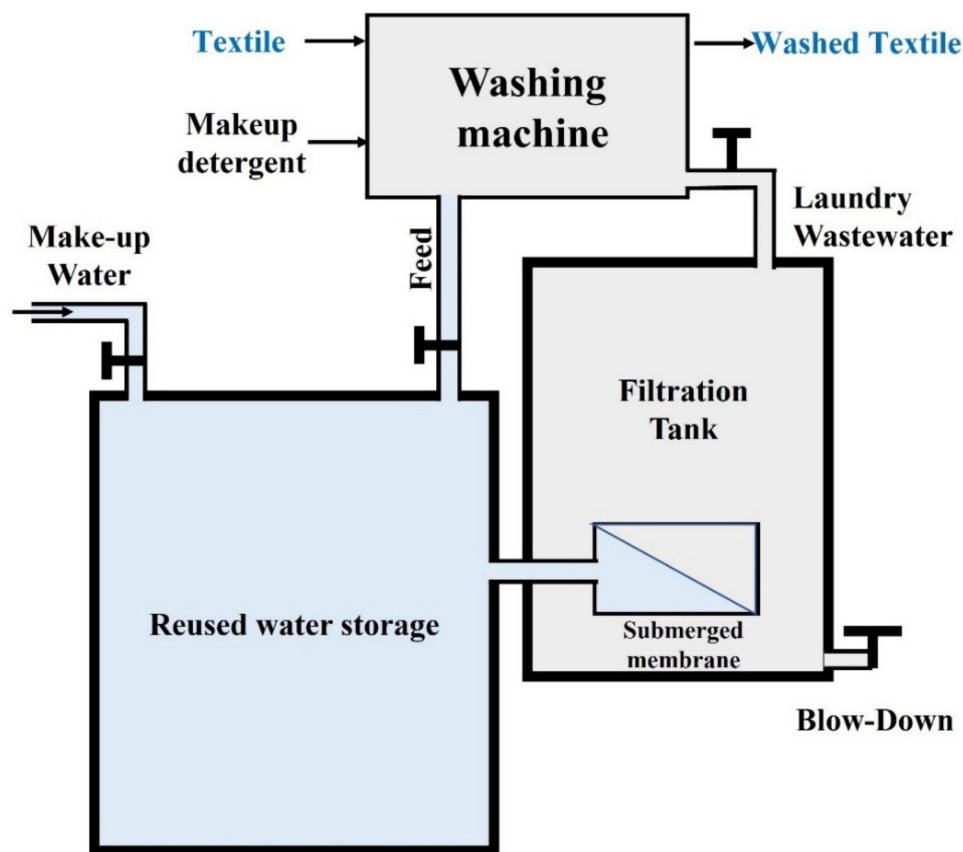 Textile
Washed Textile
Washing
machine
Makeup
detergent
Laundry
Wastewater
Make-up
Water
Feed
Filtration
Tank
Reused water storage
Submerged
membrane
Blow-Down